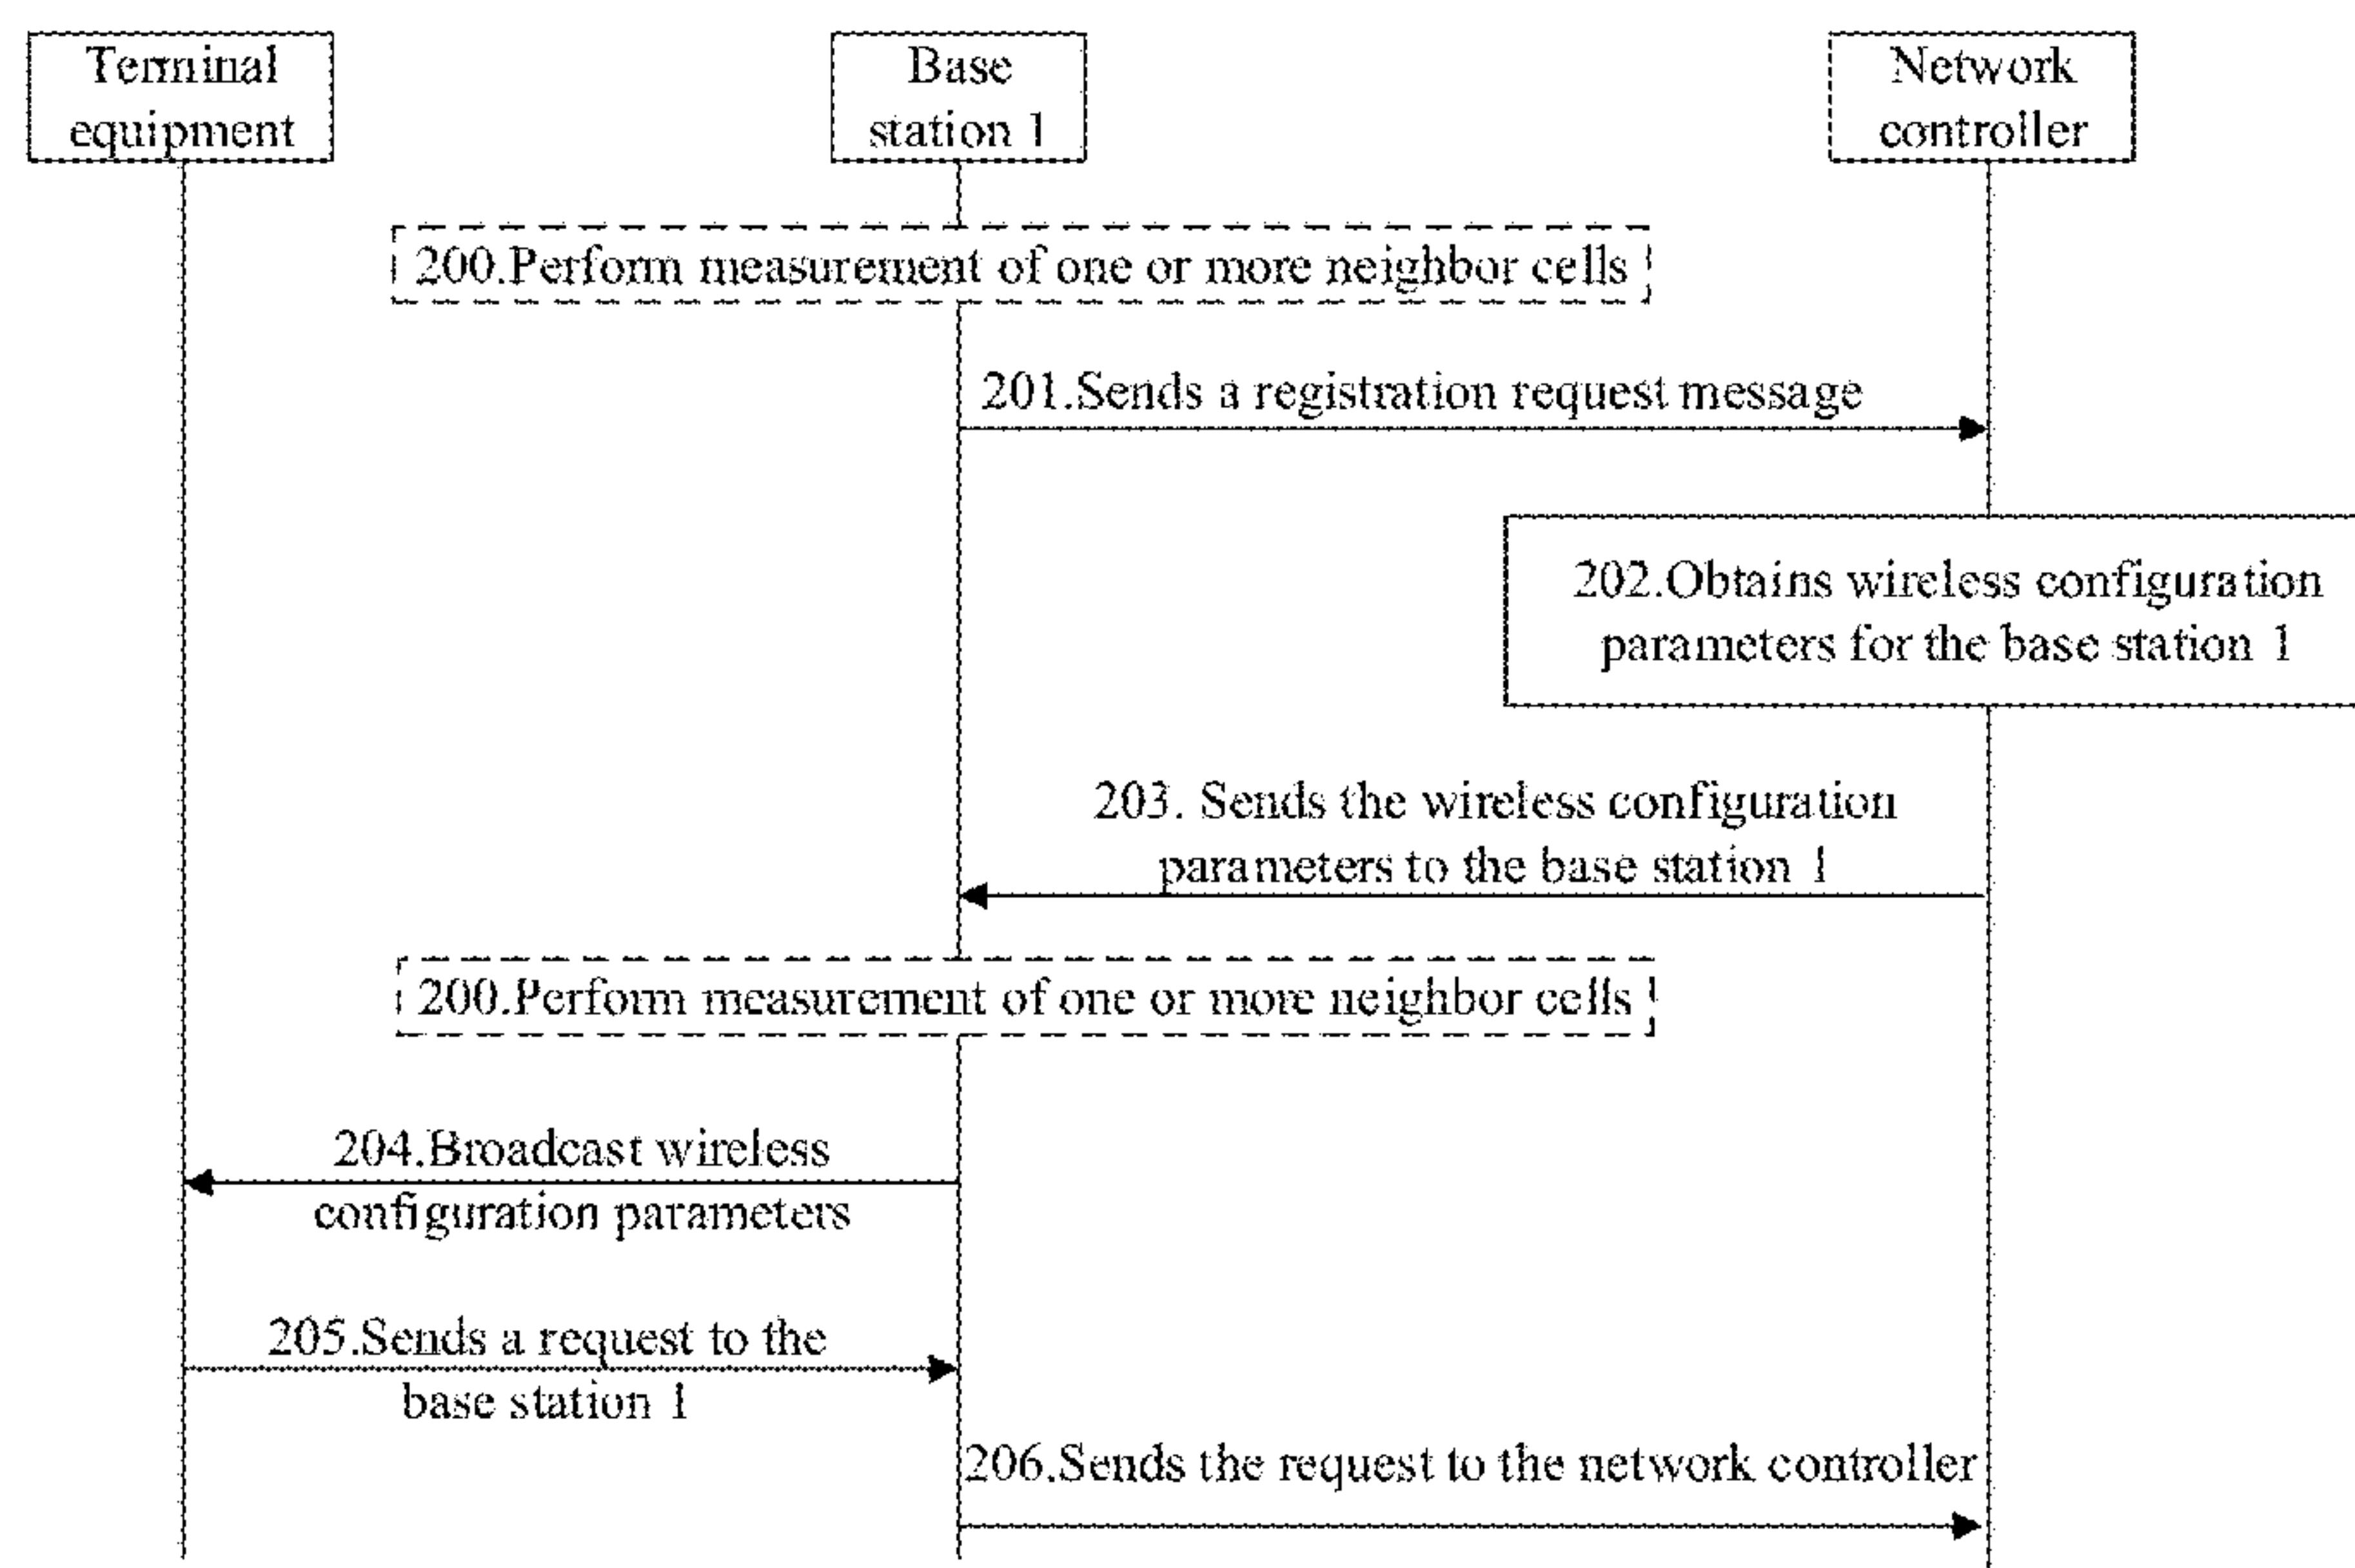 Terminal
equipment
Base
station 1
Network
controller
200.Perform measurement of one or more neighbor cells
201.Sends a registration request message
202.Obtains wireless configuration
parameters for the base station 1
203. Sends the wireless configuration
parameters to the base station 1
200.Perform measurement of one or more neighbor cells
204.Broadcast wireless
configuration parameters
205.Sends a request to the
base station 1
206.Sends the request to the network controller